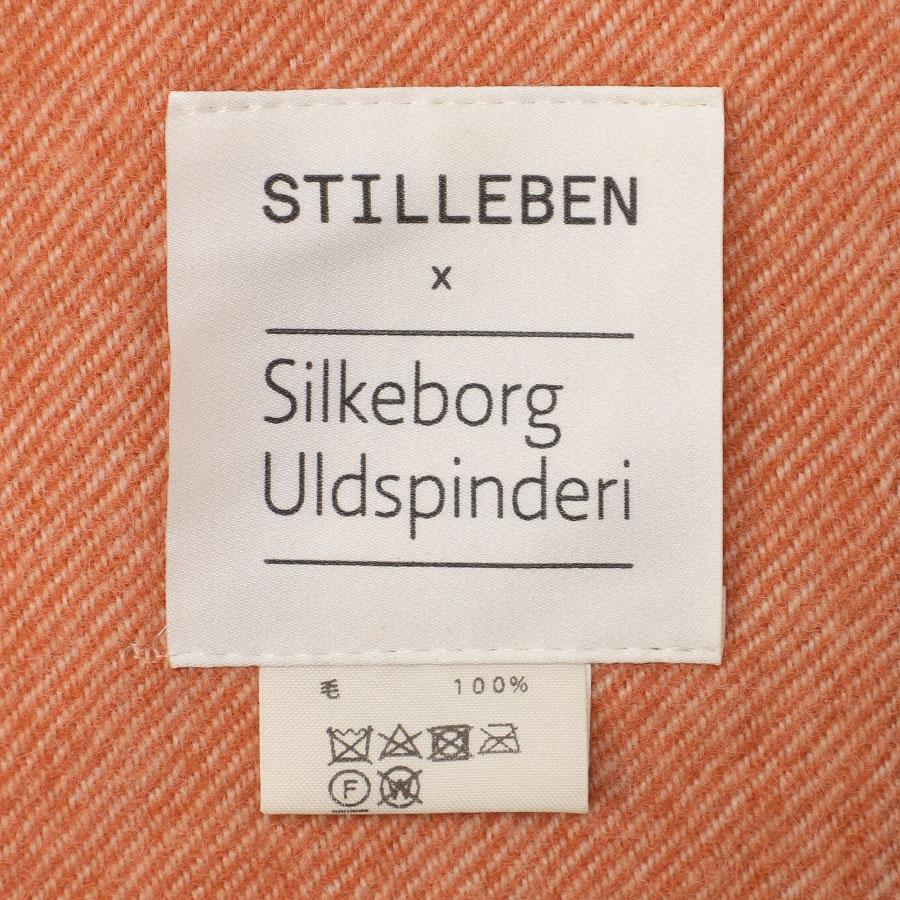 STILLEBEN
x
Silkeborg
Uldspinderi
毛 100%
F W